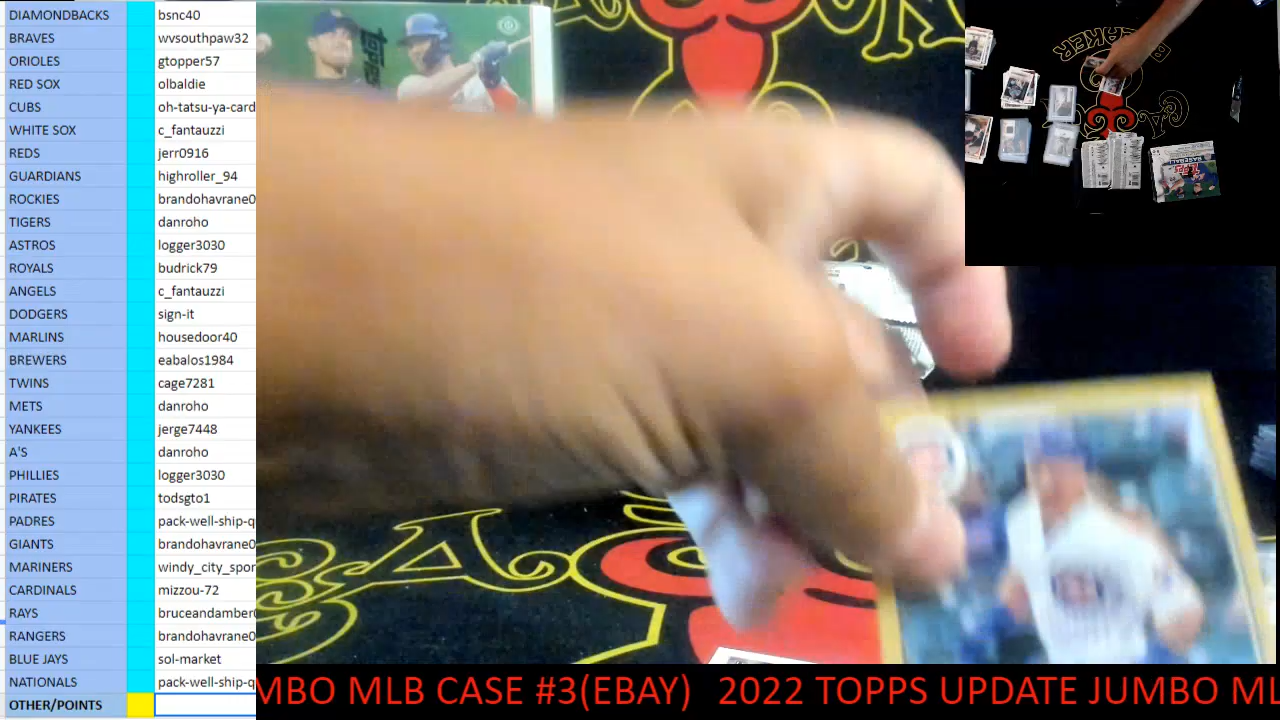 DIAMONDBACKS bsnc40
BRAVES wvsouthpaw32
ORIOLES gtopper57
RED SOX olbaldie
CUBS oh-tatsu-ya-card
WHITE SOX c_fantauzzi
REDS jerr0916
GUARDIANS highroller_94
ROCKIES brandohavrane0
TIGERS danroho
ASTROS logger3030
ROYALS budrick79
ANGELS c_fantauzzi
DODGERS sign-it
MARLINS housedoor40
BREWERS eabalos1984
TWINS cage7281
METS danroho
YANKEES jerge7448
A'S danroho
PHILLIES logger3030
PIRATES todsgto1
PADRES pack-well-ship-q
GIANTS brandohavrane0
MARINERS windy_city_spor
CARDINALS mizzou-72
RAYS bruceandamber
RANGERS brandohavrane0
BLUE JAYS sol-market
NATIONALS pack-well-ship-q
OTHER/POINTS
topps
BREAKER
Topps
BASEBALL
MBO MLB CASE #3(EBAY) 2022 TOPPS UPDATE JUMBO ML